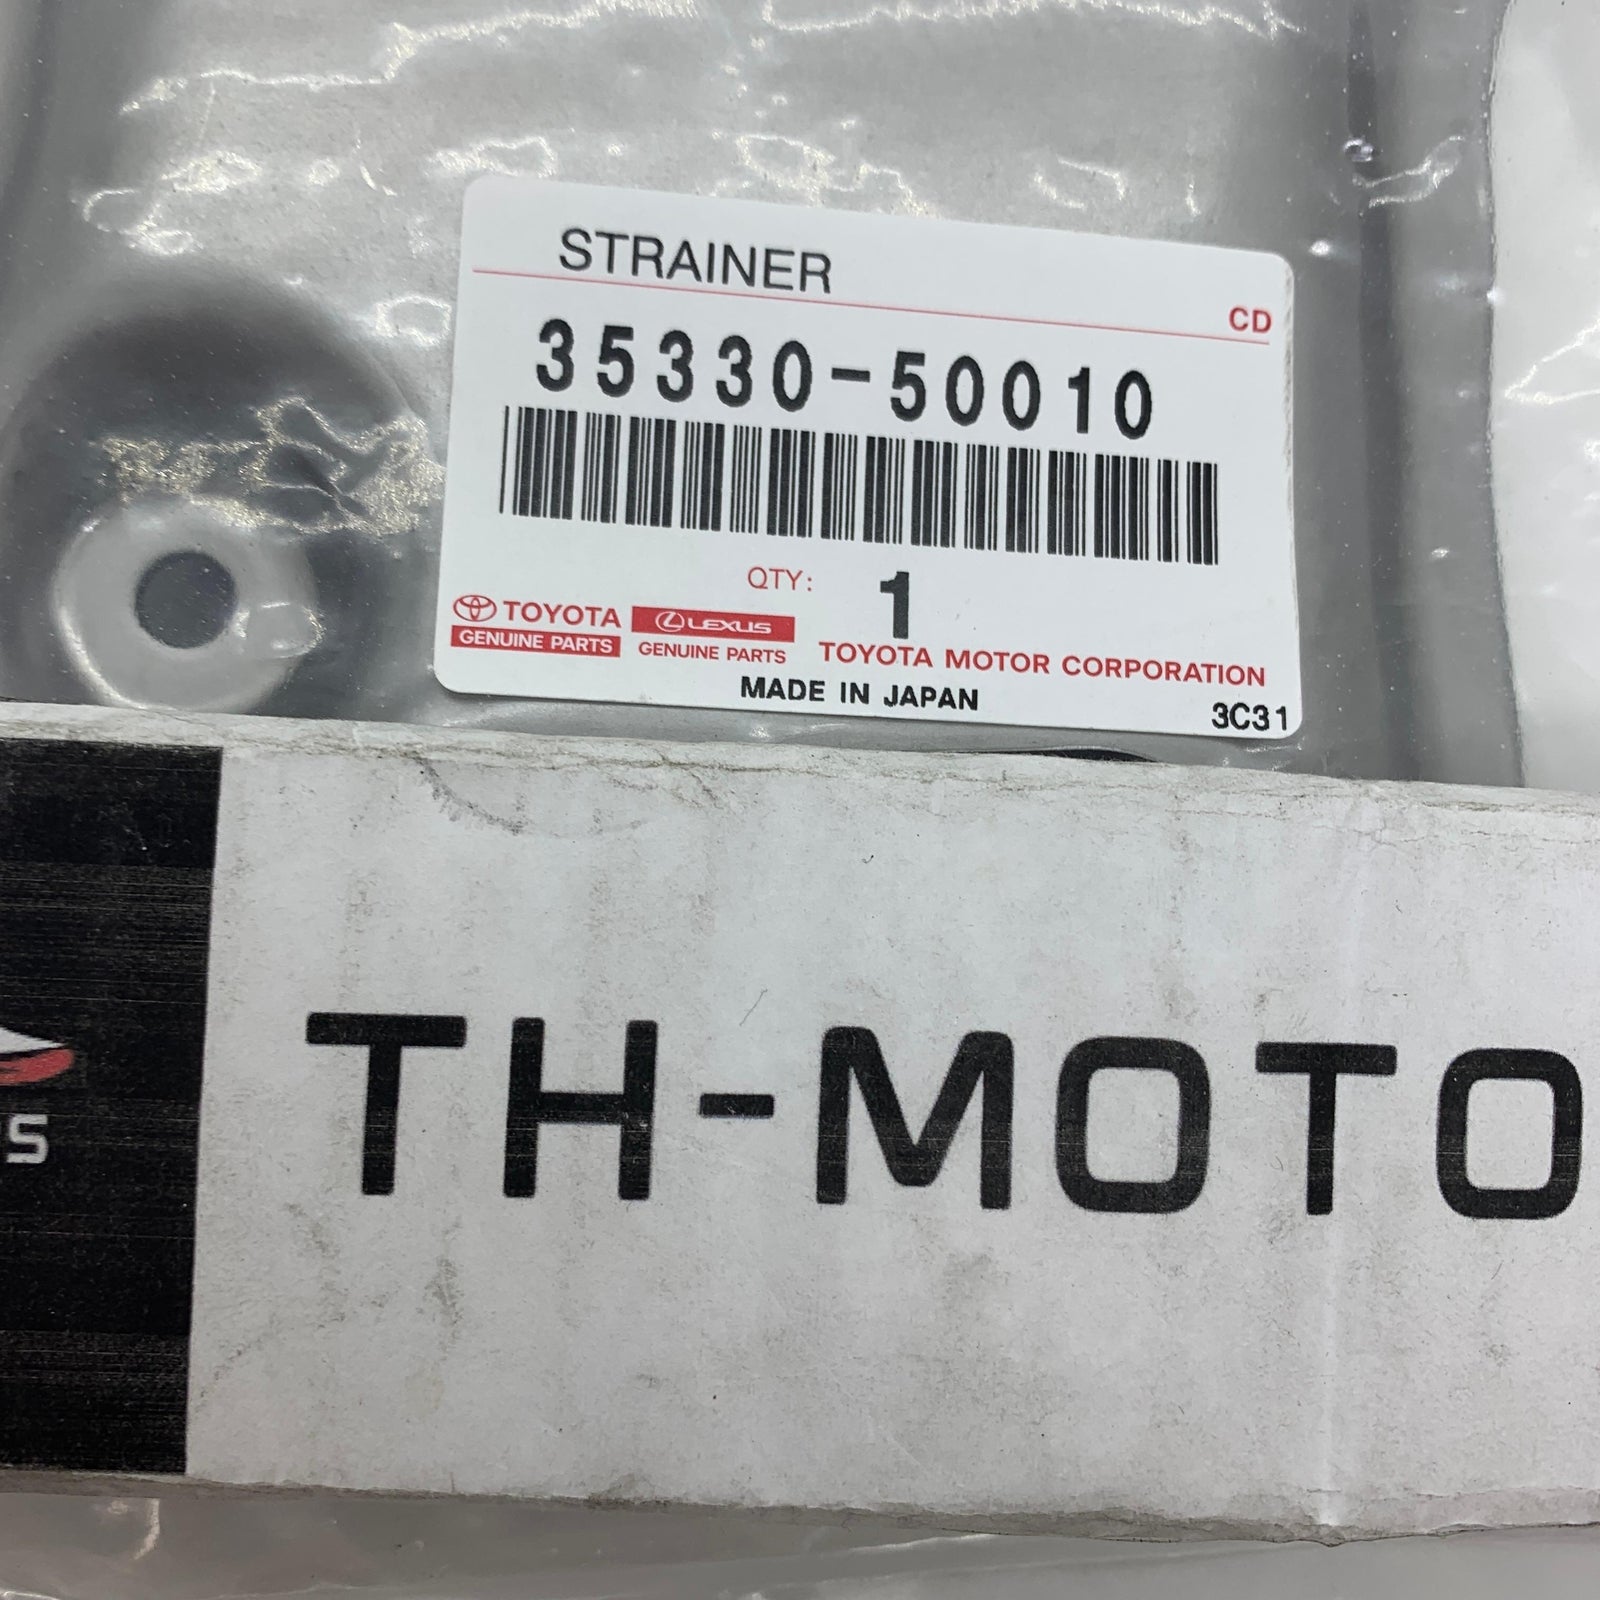 STRAINER
CD
35330-50010
QTY: 1
TOYOTA
GENUINE PARTS
LEXUS
GENUINE PARTS
TOYOTA MOTOR CORPORATION
MADE IN JAPAN
3C31
S
TH-MOTO